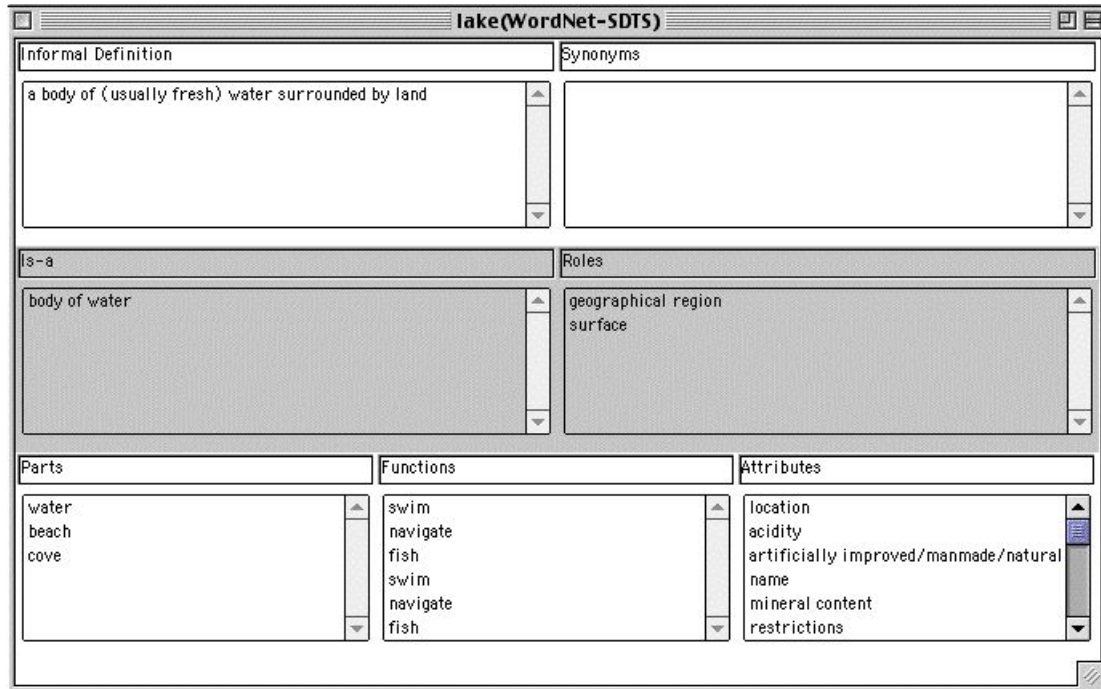 lake(WordNet-SDTS)
Informal Definition
Synonyms
a body of (usually fresh) water surrounded by land
Is-a
Roles
body of water
geographical region
surface
Parts
Functions
Attributes
water
beach
cove
swim
navigate
fish
swim
navigate
fish
location
acidity
artificially improved/manmade/natural
name
mineral content
restrictions